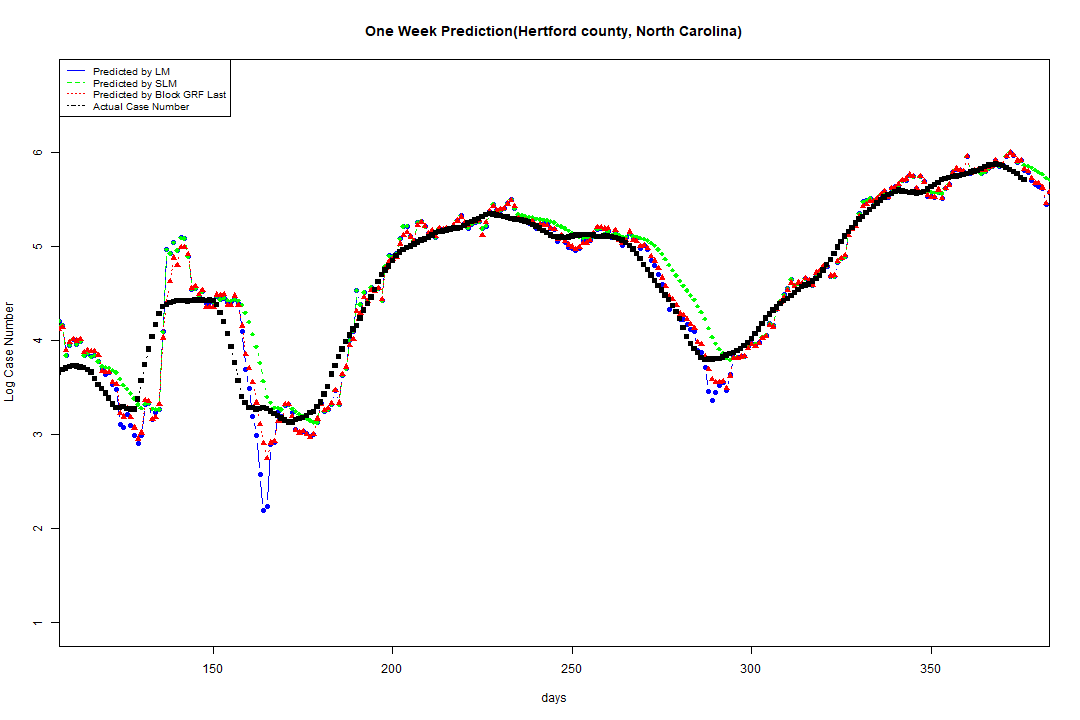 One Week Prediction(Hertford county, North Carolina)
Predicted by LM
Predicted by SLM
Predicted by Block GRF Last
Actual Case Number
Log Case Number
6
5
4
3
2
1
150
200
250
300
350
days